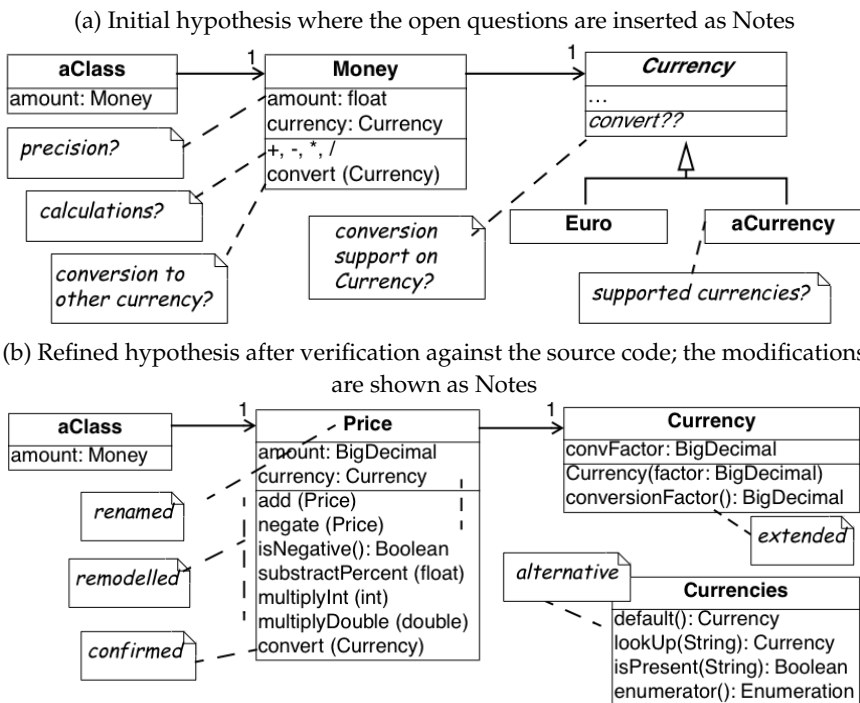 (a) Initial hypothesis where the open questions are inserted as Notes
aClass
amount: Money
1
Money
amount: float
currency: Currency
+, -, *, /
convert (Currency)
1
Currency
...
convert??
precision?
calculations?
conversion to
other currency?
conversion
support on
Currency?
Euro
aCurrency
supported currencies?
(b) Refined hypothesis after verification against the source code; the modifications
are shown as Notes
aClass
amount: Money
1
Price
amount: BigDecimal
currency: Currency
add (Price)
negate (Price)
isNegative(): Boolean
substractPercent (float)
multiplyInt (int)
multiplyDouble (double)
convert (Currency)
1
Currency
convFactor: BigDecimal
Currency(factor: BigDecimal)
conversionFactor(): BigDecimal
renamed
remodelled
confirmed
extended
alternative
Currencies
default(): Currency
lookUp(String): Currency
isPresent(String): Boolean
enumerator(): Enumeration